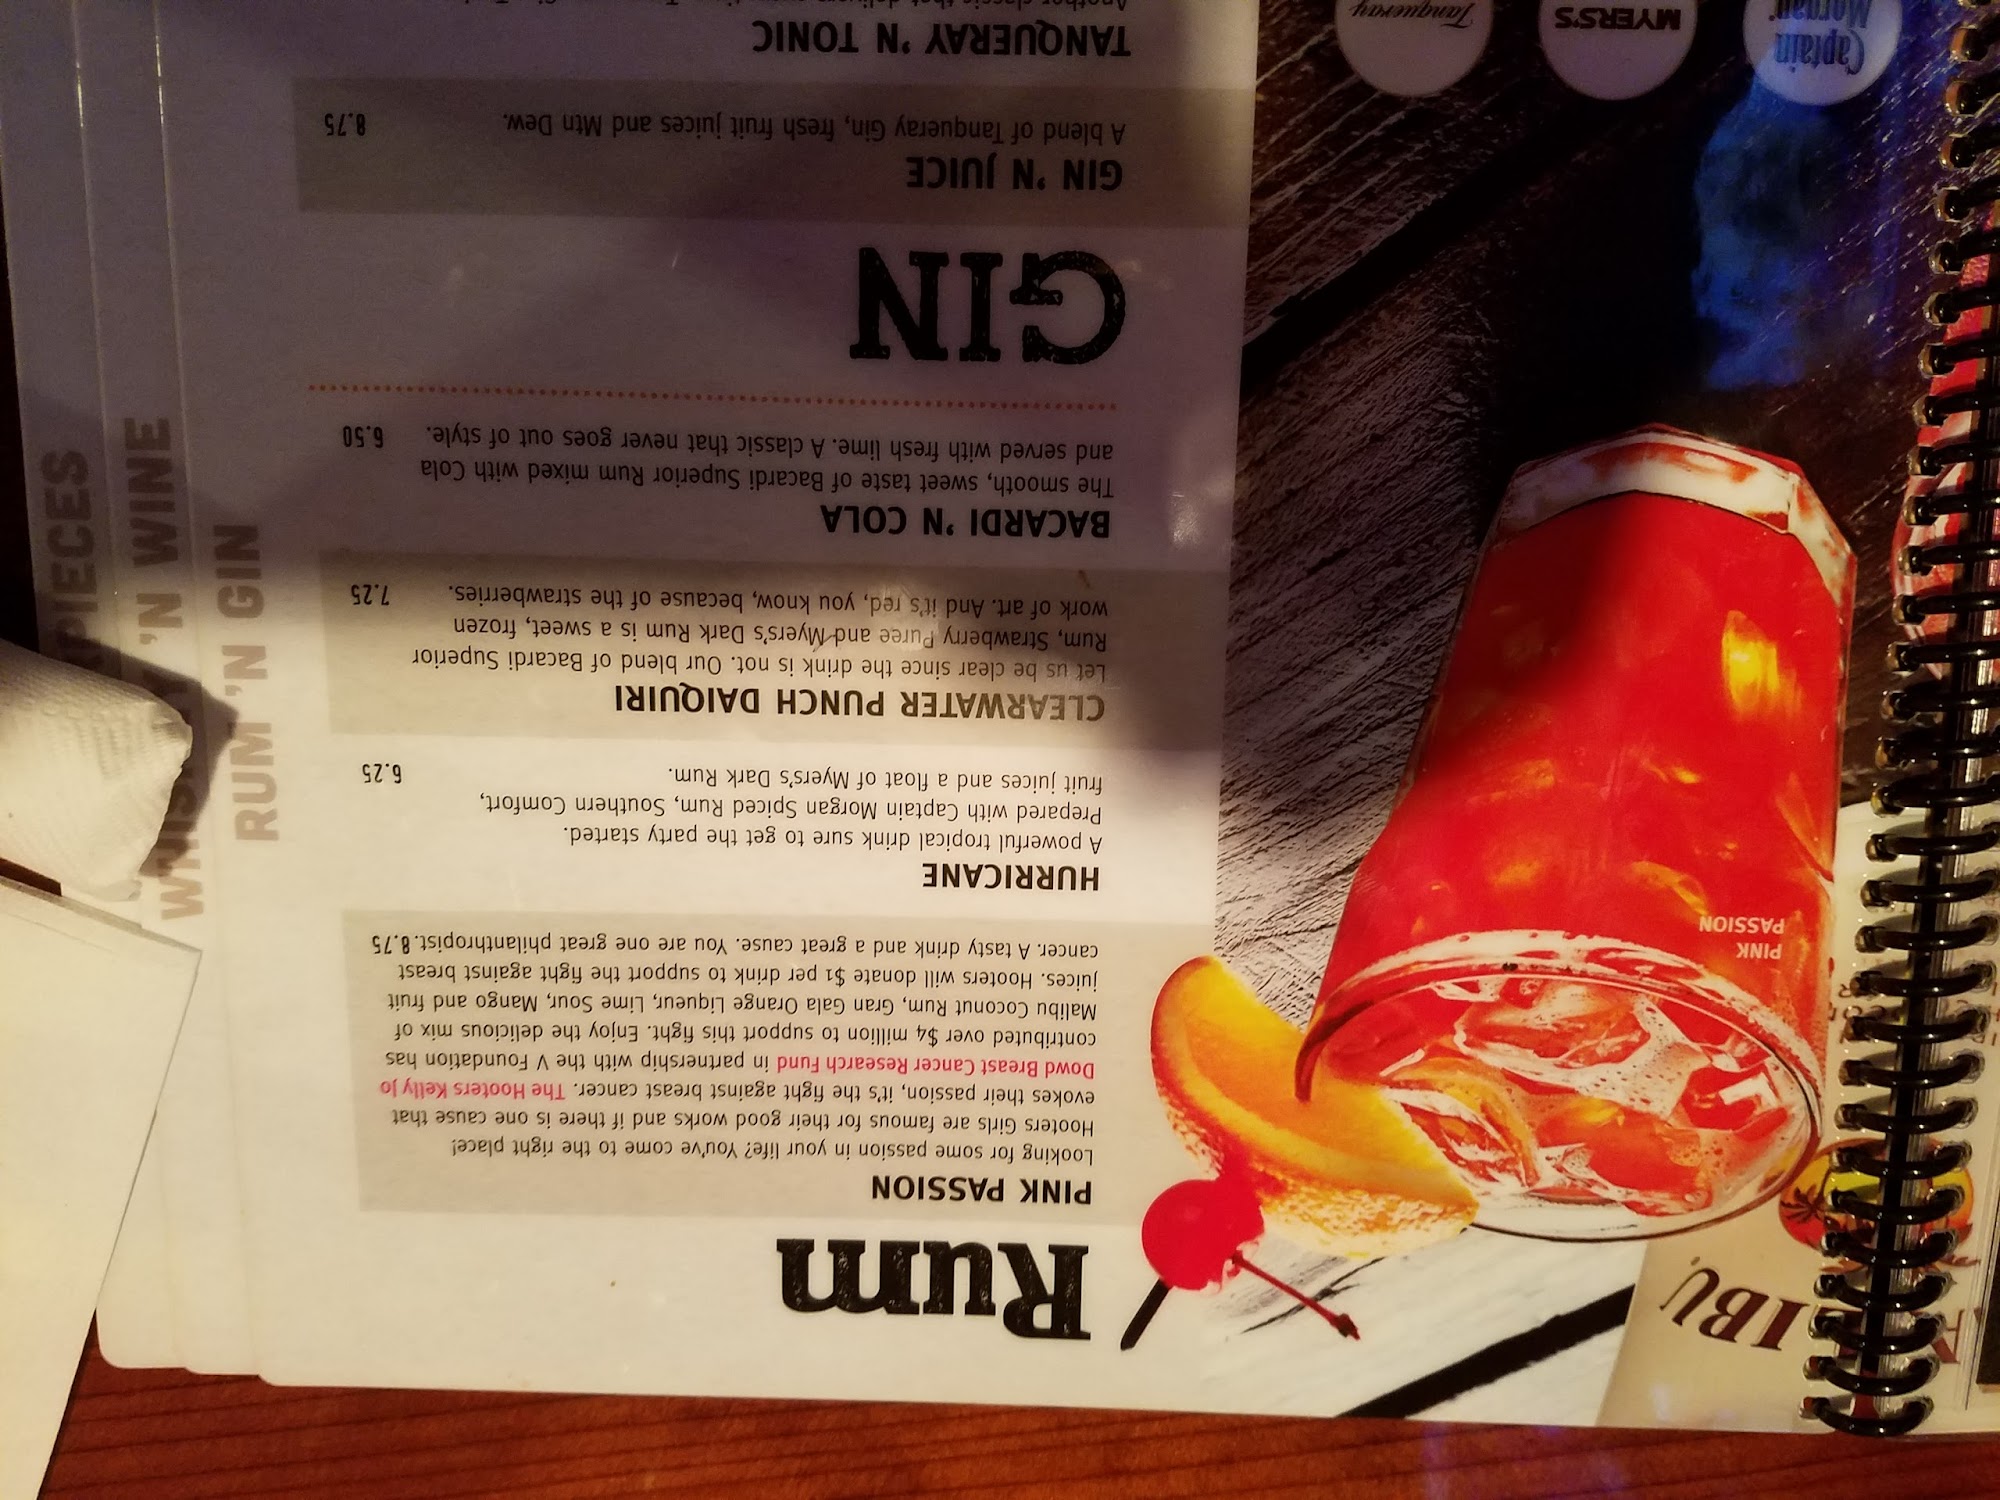 Rum
PINK PASSION
Looking for some passion in your life? You've come to the right place!
Hooters Girls are famous for their good works and if there is one cause that
evokes their passion, it's the fight against breast cancer. The Hooters Kelly Jo
Dowd Breast Cancer Research Fund in partnership with the V Foundation has
contributed over $4 million to support this fight. Enjoy the delicious mix of
Malibu Coconut Rum, Gran Gala Orange Liqueur, Lime Sour, Mango and fruit
juices. Hooters will donate $1 per drink to support the fight against breast
cancer. A tasty drink and a great cause. You are one great philanthropist. 8.75
HURRICANE
A powerful tropical drink sure to get the party started.
Prepared with Captain Morgan Spiced Rum, Southern Comfort,
fruit juices and a float of Myers's Dark Rum. 6.25
CLEARWATER PUNCH DAIQUIRI
Let us be clear since the drink is not. Our blend of Bacardi Superior
Rum, Strawberry Puree and Myers's Dark Rum is a sweet, frozen
work of art. And it's red, you know, because of the strawberries. 7.25
BACARDI 'N COLA
The smooth, sweet taste of Bacardi Superior Rum mixed with Cola
and served with fresh lime. A classic that never goes out of style. 6.50
GIN
GIN 'N JUICE
A blend of Tanqueray Gin, fresh fruit juices and Mtn Dew. 8.75
TANQUERAY 'N TONIC
Another classic that delivers
PINK
PASSION
Captain
Morgan
MYERS'S
Tanqueray
RUM 'N GIN
'N WINE